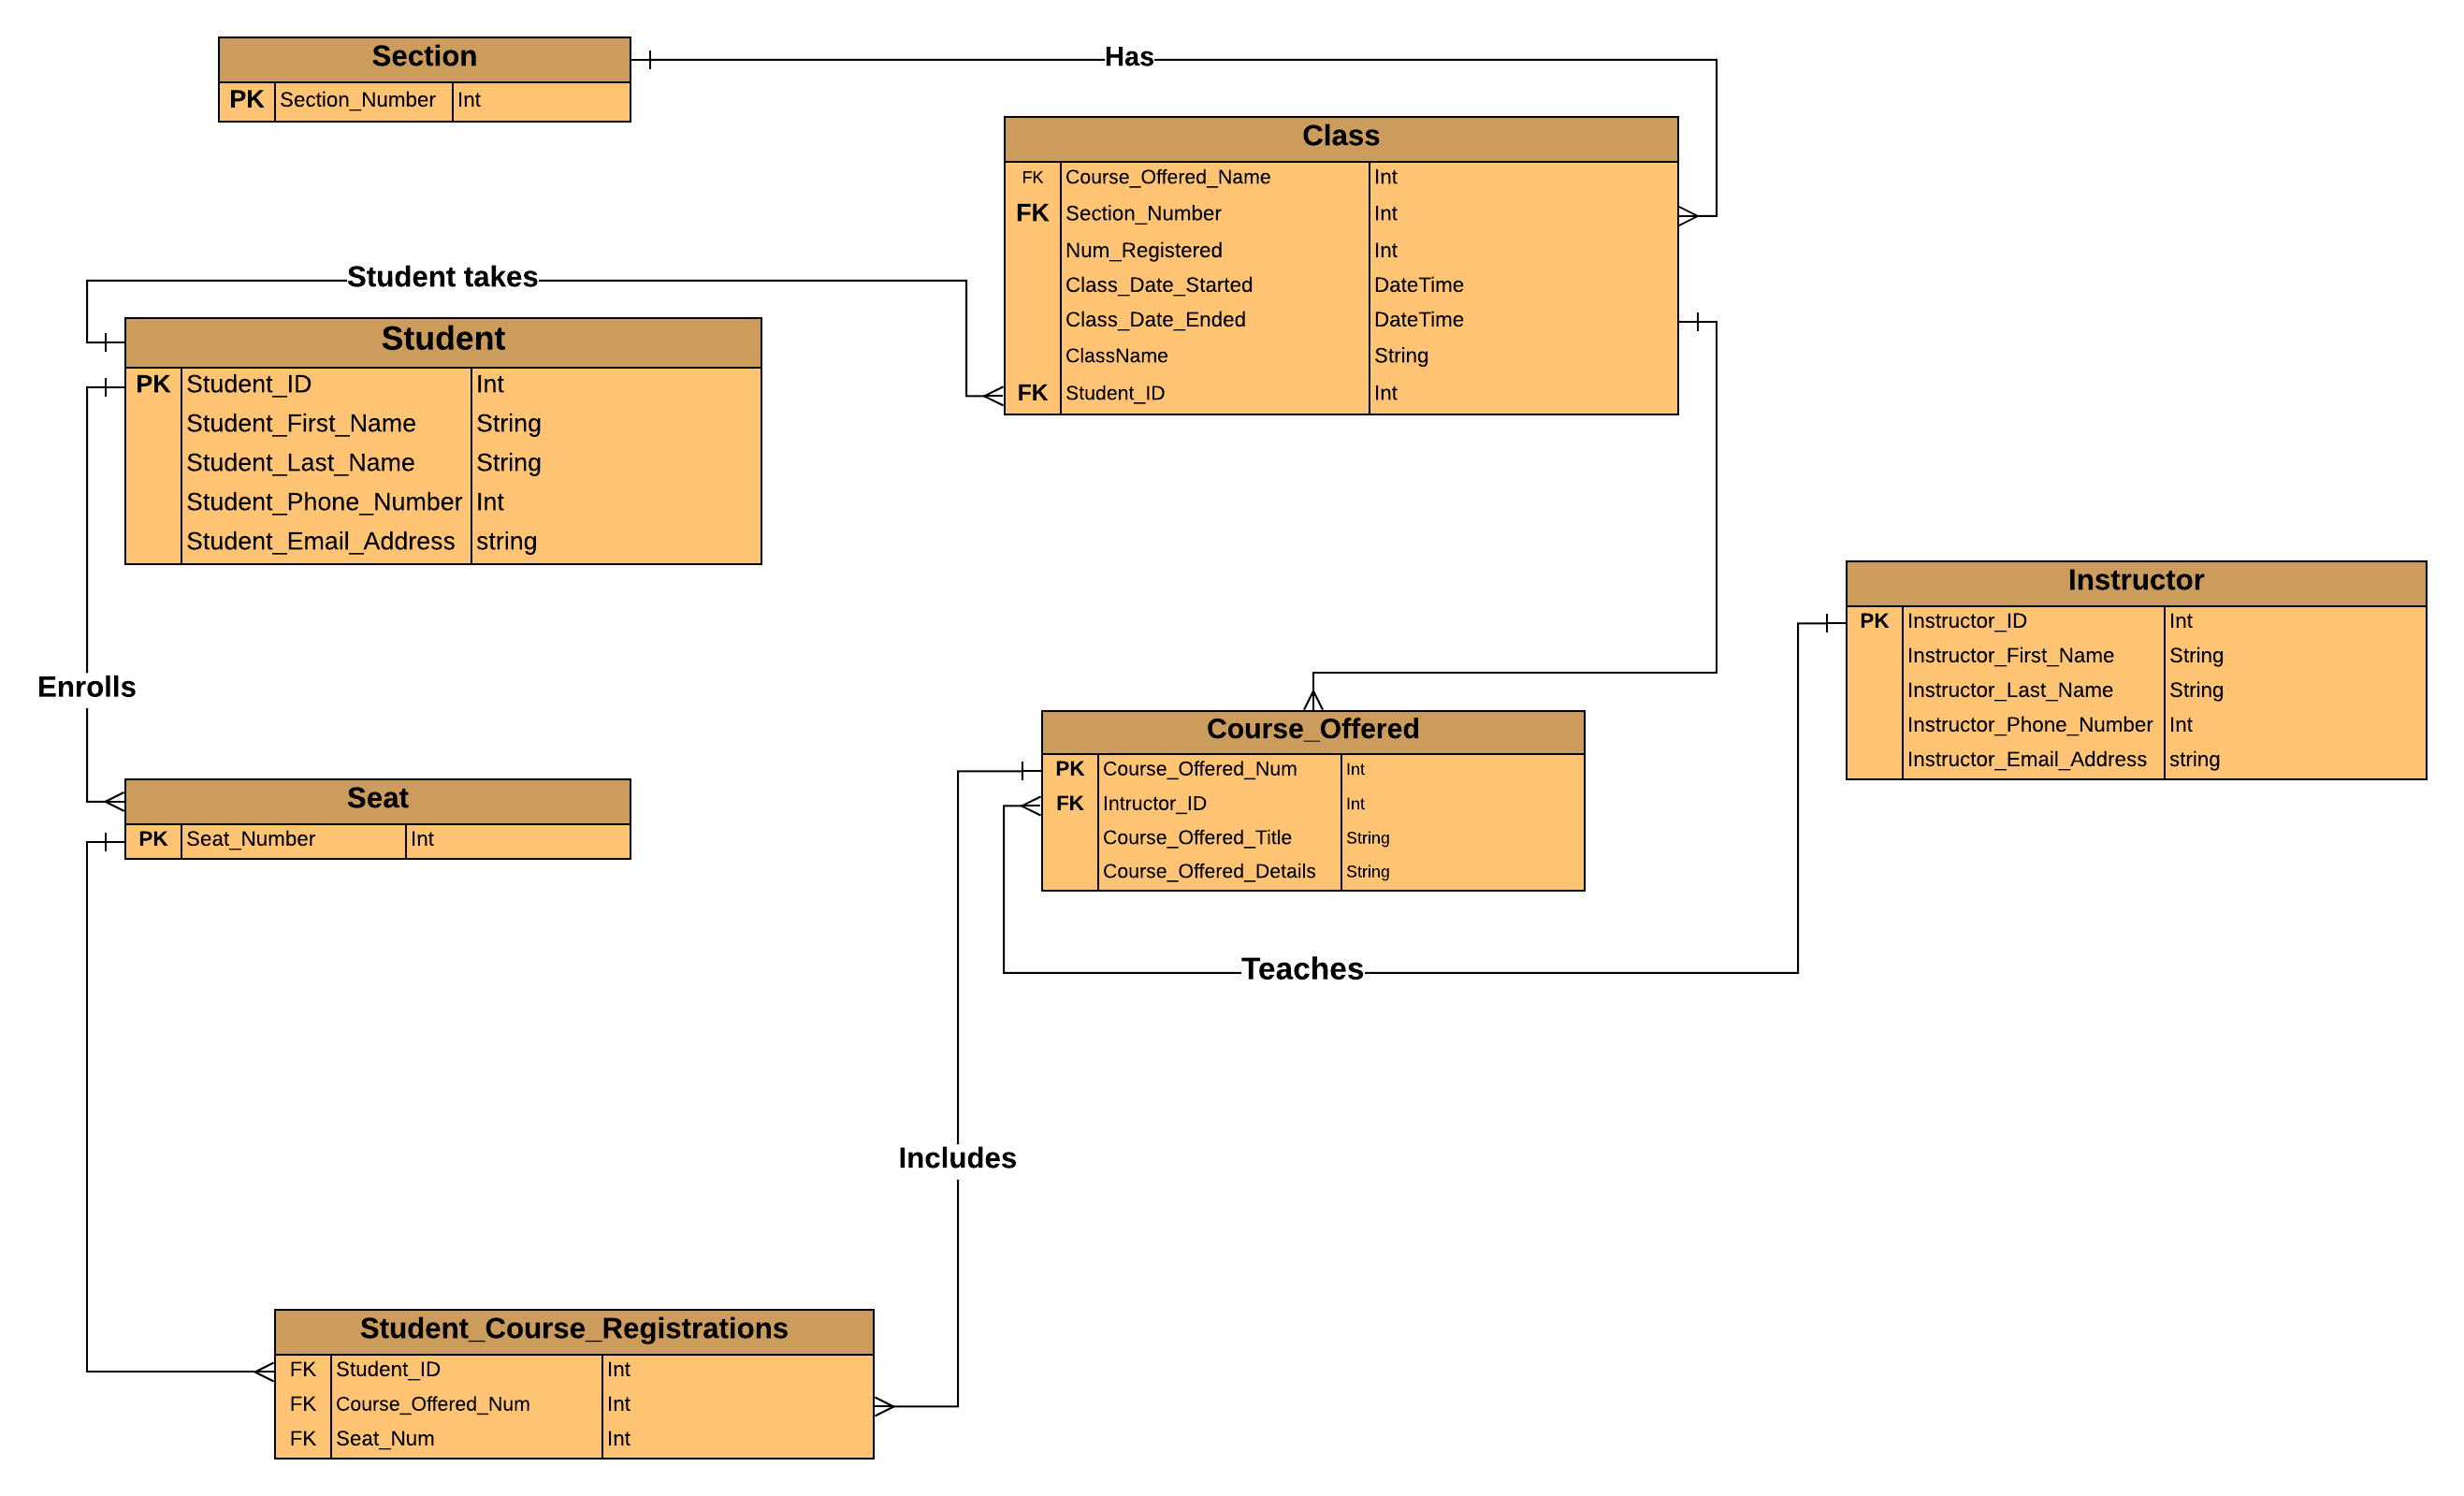 Section
PK Section_Number Int
Has
Class
FK Course_Offered_Name Int
FK Section_Number Int
Num_Registered Int
Class_Date_Started DateTime
Class_Date_Ended DateTime
ClassName String
FK Student_ID Int
Student takes
Student
PK Student_ID Int
Student_First_Name String
Student_Last_Name String
Student_Phone_Number Int
Student_Email_Address string
Enrolls
Instructor
PK Instructor_ID Int
Instructor_First_Name String
Instructor_Last_Name String
Instructor_Phone_Number Int
Instructor_Email_Address string
Course_Offered
PK Course_Offered_Num Int
FK Intructor_ID Int
Course_Offered_Title String
Course_Offered_Details String
Seat
PK Seat_Number Int
Teaches
Includes
Student_Course_Registrations
FK Student_ID Int
FK Course_Offered_Num Int
FK Seat_Num Int